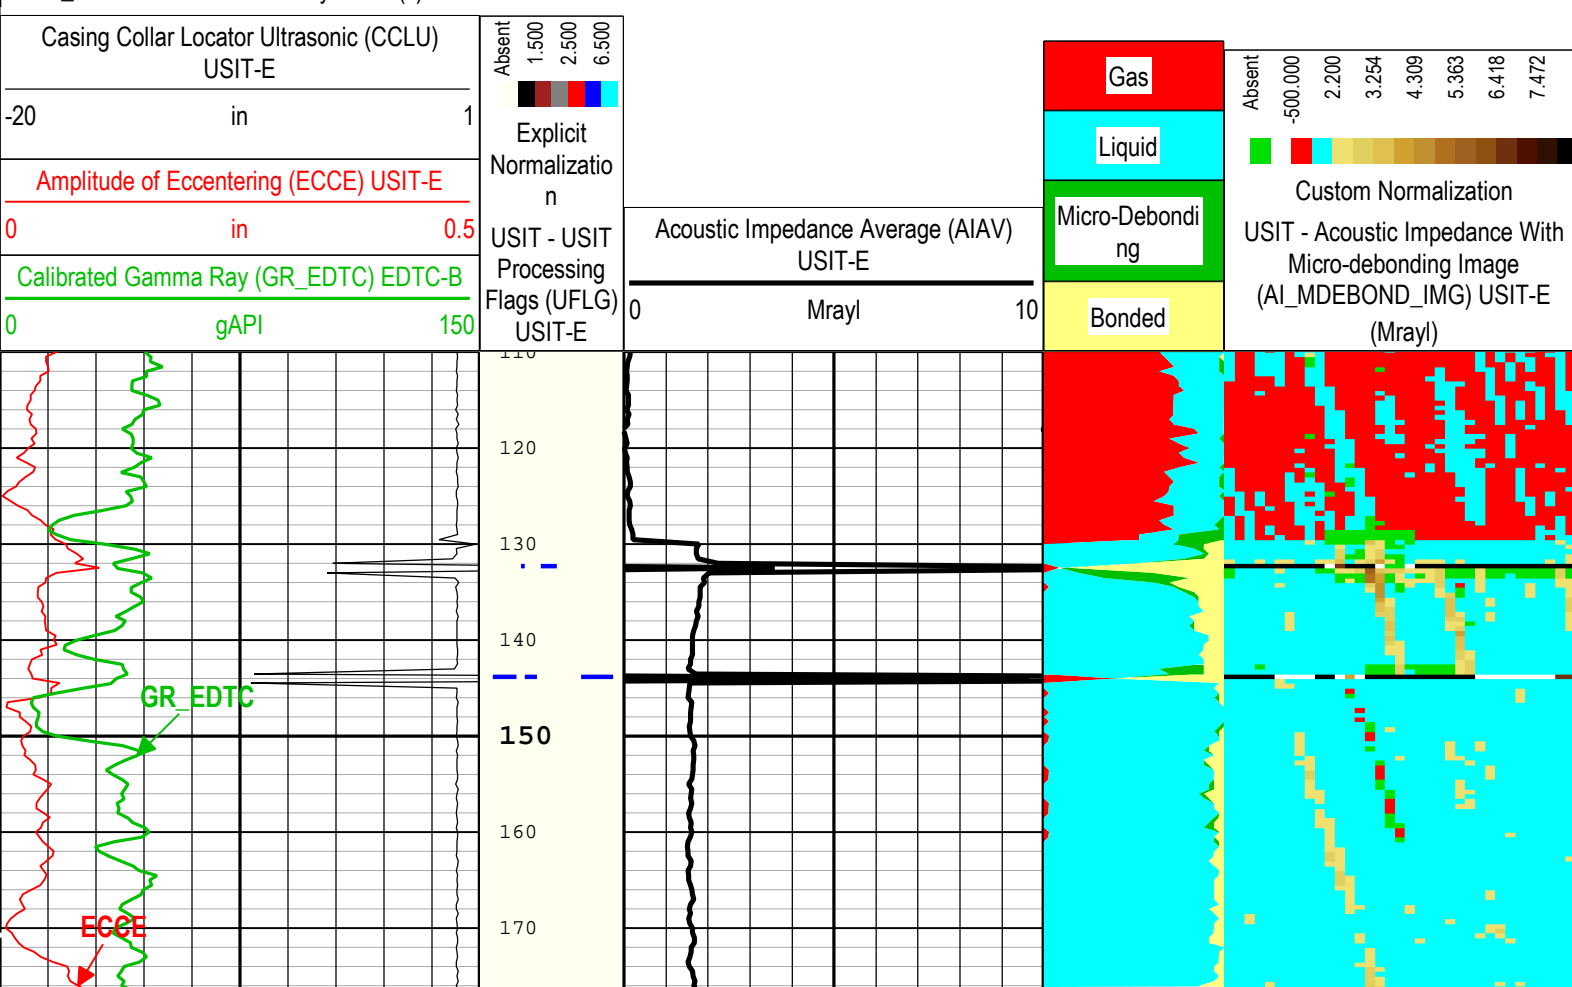 Casing Collar Locator Ultrasonic (CCLU)
USIT-E
-20 in 1
Amplitude of Eccentering (ECCE) USIT-E
0 in 0.5
Calibrated Gamma Ray (GR_EDTC) EDTC-B
0 gAPI 150
Absent
1.500
2.500
6.500
Explicit
Normalizatio
n
USIT - USIT
Processing
Flags (UFLG)
USIT-E
Acoustic Impedance Average (AIAV)
USIT-E
0 Mrayl 10
Gas
Liquid
Micro-Debondi
ng
Bonded
Absent
-500.000
2.200
3.254
4.309
5.363
6.418
7.472
Custom Normalization
USIT - Acoustic Impedance With
Micro-debonding Image
(AI_MDEBOND_IMG) USIT-E
(Mrayl)
110
120
130
140
GR_EDTC
150
160
170
ECCE